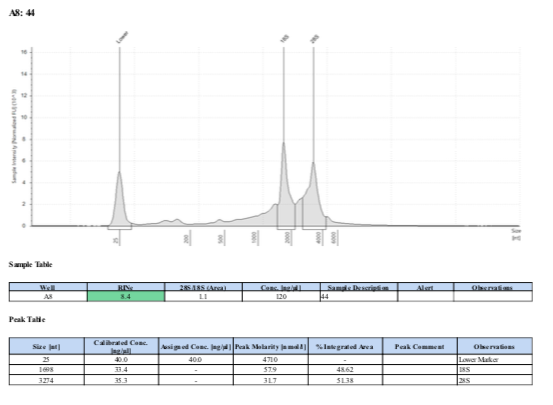 A8: 44
Lower
18S
28S
Sample Intensity [Normalized FU] (10^3)
16
14
12
10
8
6
4
2
0
25
200
500
1000
2000
4000
6000
Size
[nt]
Sample Table
Well RINe 28S/18S (Area) Conc. [ng/µl] Sample Description Alert Observations
A8 8.4 1.1 120 44
Peak Table
Size [nt] Calibrated Conc. [ng/µl] Assigned Conc. [ng/µl] Peak Molarity [nmol/l] % Integrated Area Peak Comment Observations
25 40.0 40.0 4710 - Lower Marker
1698 33.4 - 57.9 48.62 18S
3274 35.3 - 31.7 51.38 28S